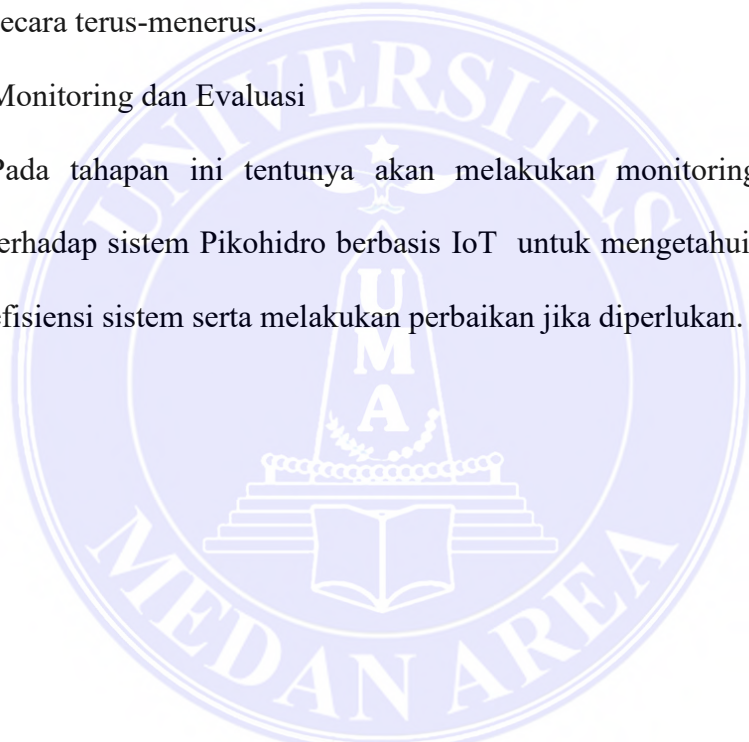 ecara terus-menerus.
Monitoring dan Evaluasi
Pada tahapan ini tentunya akan melakukan monitoring
erhadap sistem Pikohidro berbasis IoT untuk mengetahui
efisiensi sistem serta melakukan perbaikan jika diperlukan.
UNIVERSITAS
UMA
MEDAN AREA